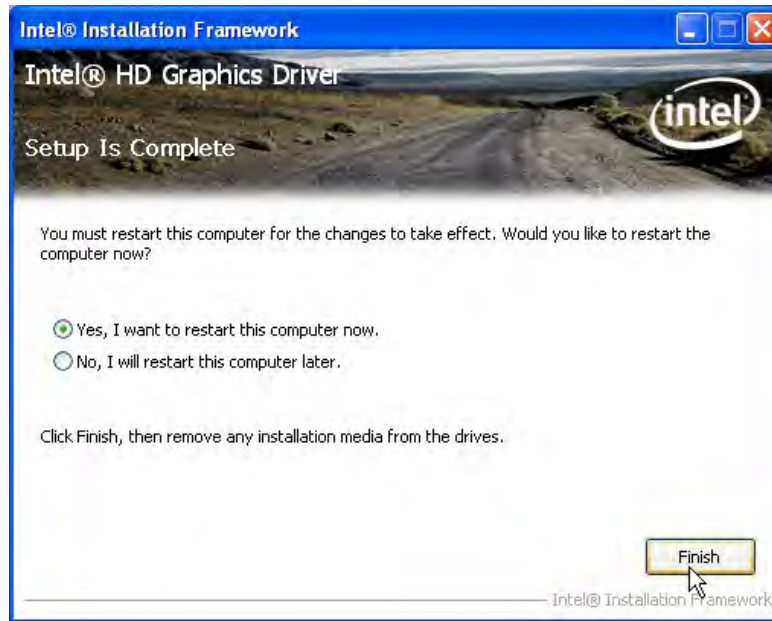 Intel® Installation Framework
Intel® HD Graphics Driver
intel
Setup Is Complete
You must restart this computer for the changes to take effect. Would you like to restart the
computer now?
Yes, I want to restart this computer now.
No, I will restart this computer later.
Click Finish, then remove any installation media from the drives.
Finish
Intel® Installation Framework